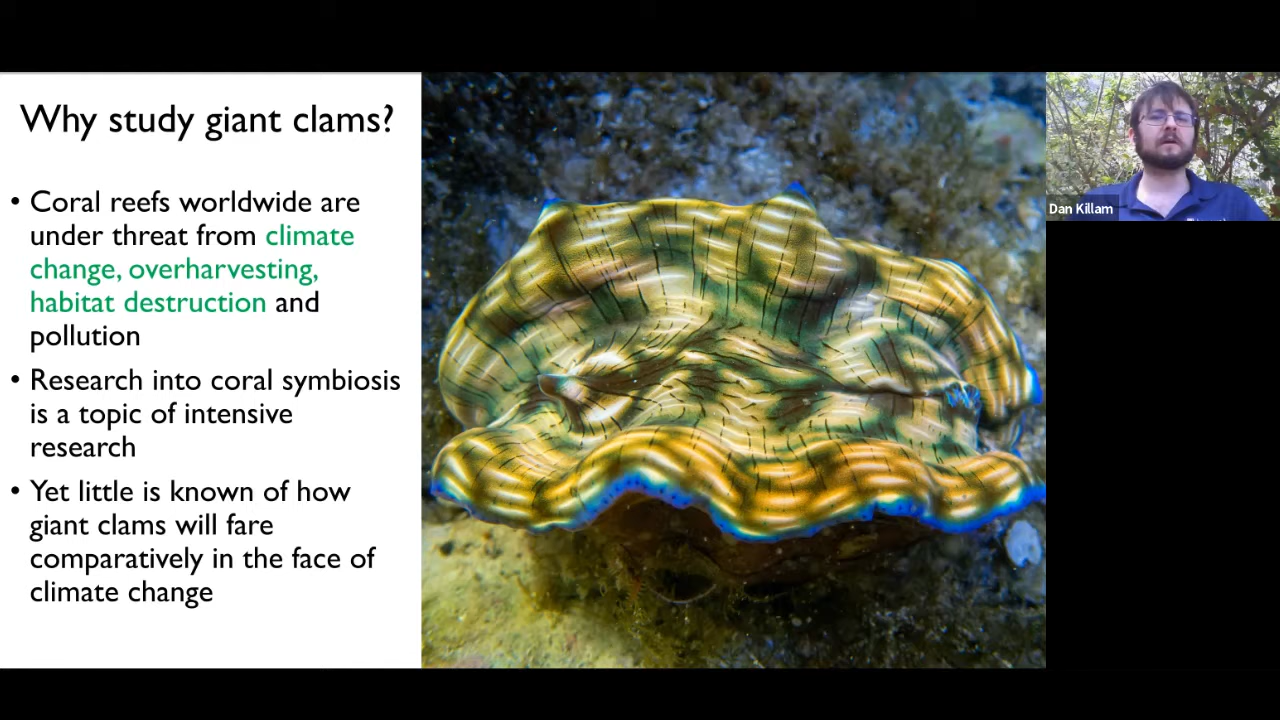 Why study giant clams?
• Coral reefs worldwide are
under threat from climate
change, overharvesting,
habitat destruction and
pollution
• Research into coral symbiosis
is a topic of intensive
research
• Yet little is known of how
giant clams will fare
comparatively in the face of
climate change
Dan Killam